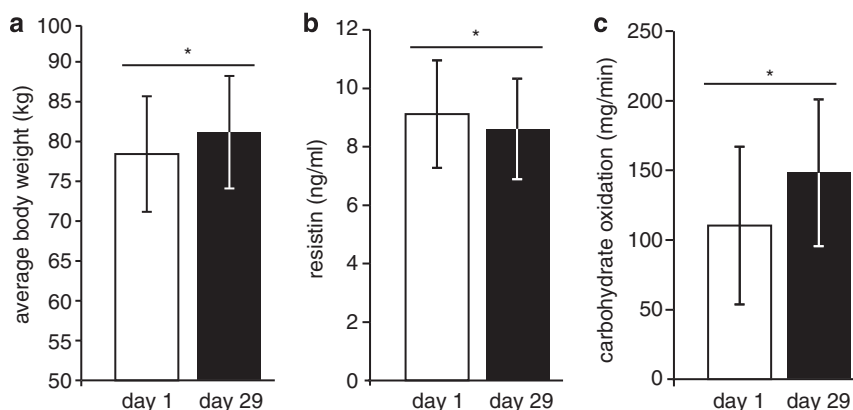 a
average body weight (kg)
100
90
85
80
75
70
65
60
55
50
*
day 1
day 29
b
resistin (ng/ml)
12
10
8
6
4
2
0
*
day 1
day 29
c
carbohydrate oxidation (mg/min)
250
200
150
100
50
0
*
day 1
day 29